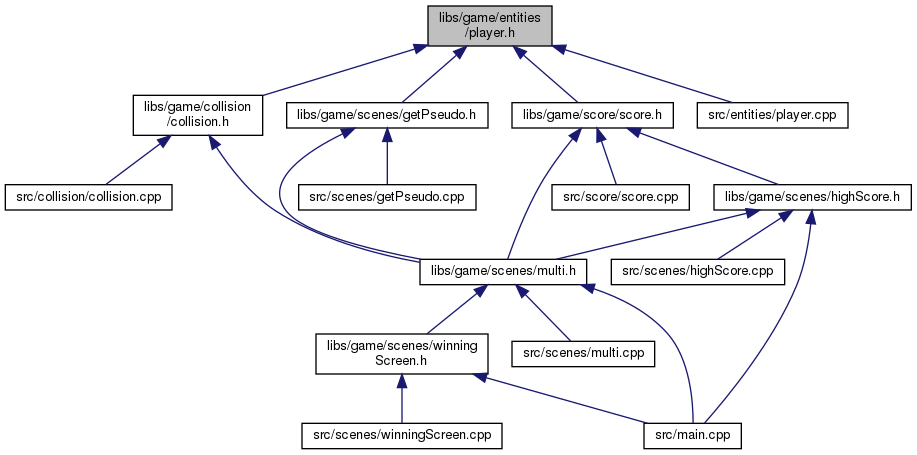 libs/game/entities
/player.h
libs/game/collision
/collision.h
libs/game/scenes/getPseudo.h
libs/game/score/score.h
src/entities/player.cpp
src/collision/collision.cpp
src/scenes/getPseudo.cpp
src/score/score.cpp
libs/game/scenes/highScore.h
libs/game/scenes/multi.h
src/scenes/highScore.cpp
libs/game/scenes/winning
Screen.h
src/scenes/multi.cpp
src/scenes/winningScreen.cpp
src/main.cpp